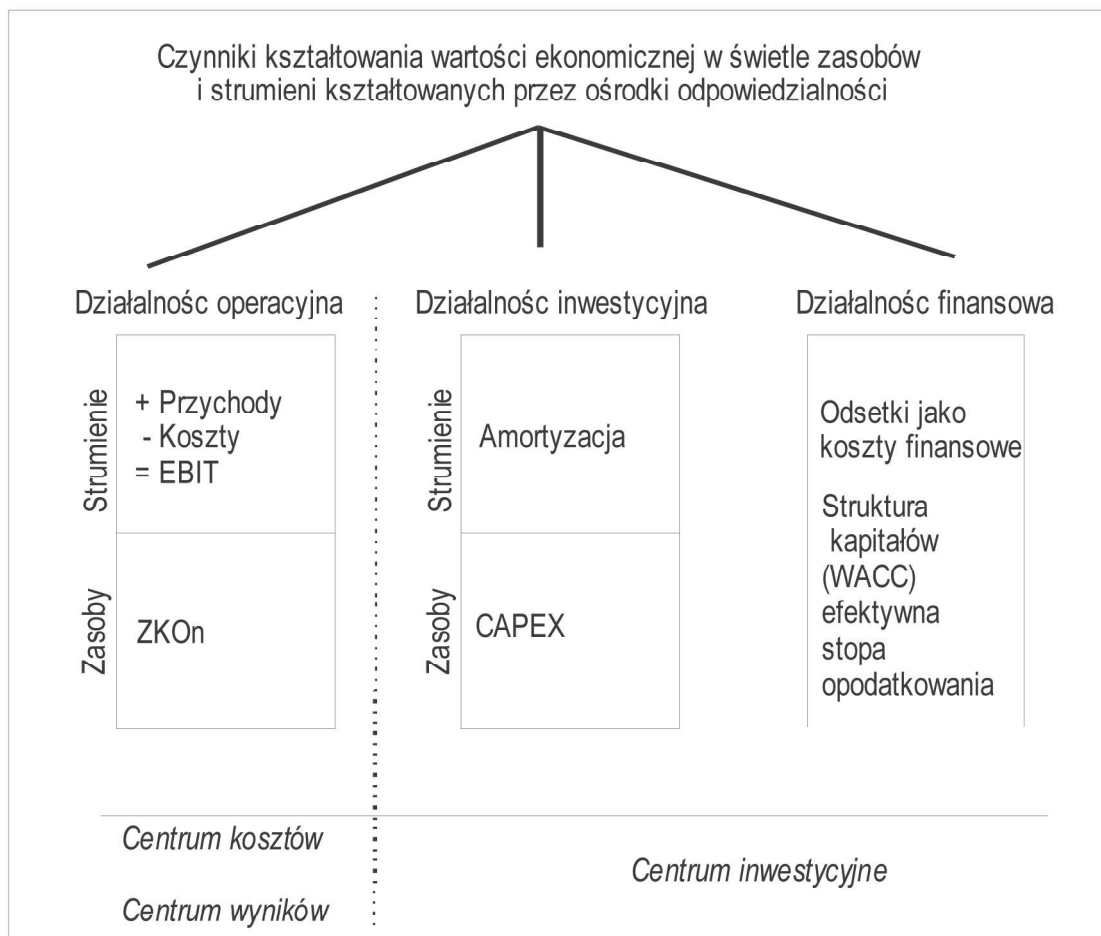 Czynniki kształtowania wartości ekonomicznej w świetle zasobów
i strumieni kształtowanych przez ośrodki odpowiedzialności
Działalnośc operacyjna
Strumienie
+ Przychody
- Koszty
= EBIT
Zasoby
ZKOn
Działalnośc inwestycyjna
Strumienie
Amortyzacja
Zasoby
CAPEX
Działalnośc finansowa
Odsetki jako
koszty finansowe
Struktura
kapitałów
(WACC)
efektywna
stopa
opodatkowania
Centrum kosztów
Centrum wyników
Centrum inwestycyjne